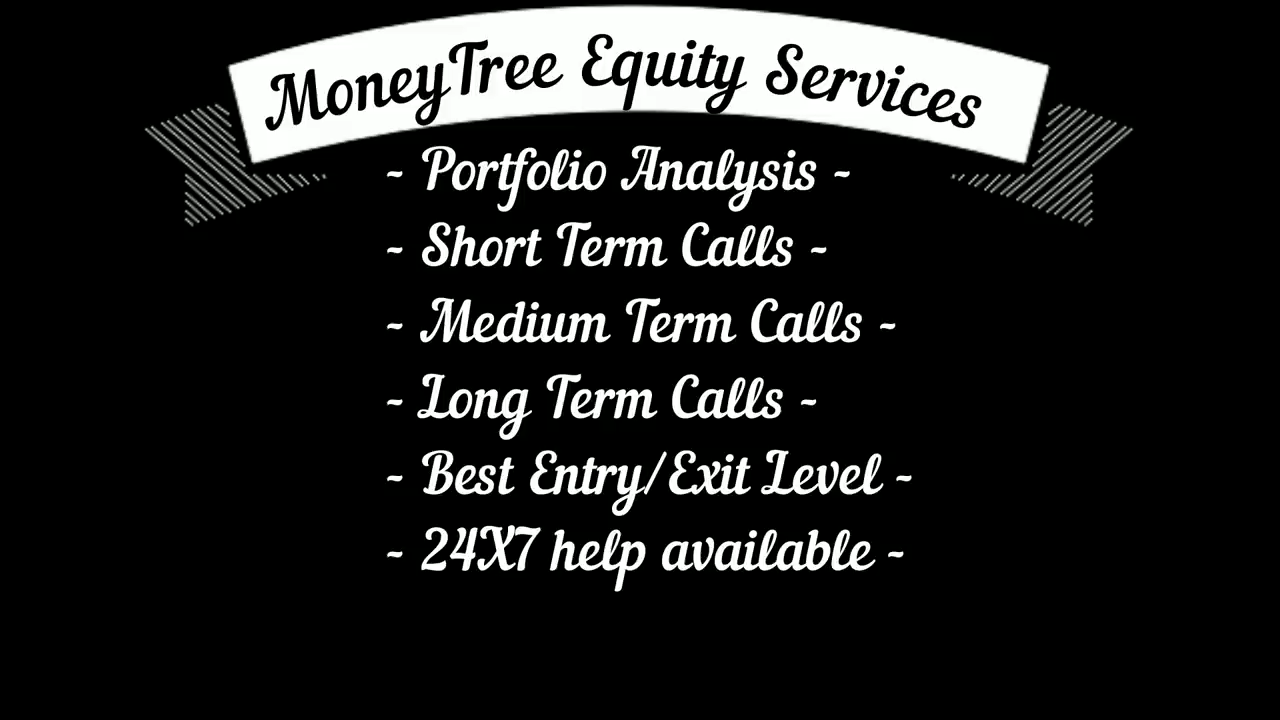 MoneyTree Equity Services
- Portfolio Analysis -
- Short Term Calls -
- Medium Term Calls -
- Long Term Calls -
- Best Entry/Exit Level -
- 24X7 help available -